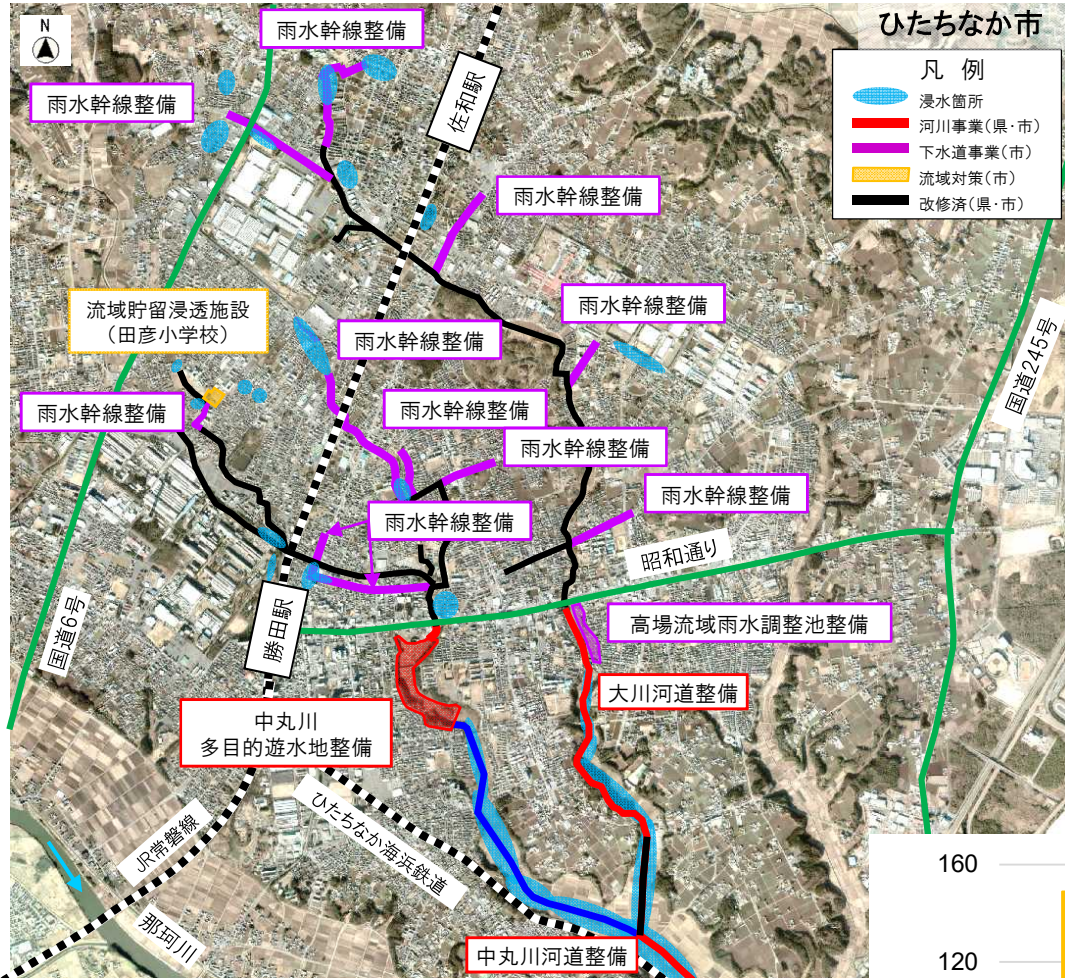 N
ひたちなか市
凡 例
浸水箇所
河川事業(県・市)
下水道事業(市)
流域対策(市)
改修済(県・市)
雨水幹線整備
雨水幹線整備
佐和駅
雨水幹線整備
流域貯留浸透施設
(田彦小学校)
雨水幹線整備
雨水幹線整備
国道245号
雨水幹線整備
雨水幹線整備
雨水幹線整備
雨水幹線整備
雨水幹線整備
昭和通り
国道6号
勝田駅
高場流域雨水調整池整備
大川河道整備
中丸川
多目的遊水地整備
ひたちなか海浜鉄道
JR常磐線
那珂川
中丸川河道整備
160
120